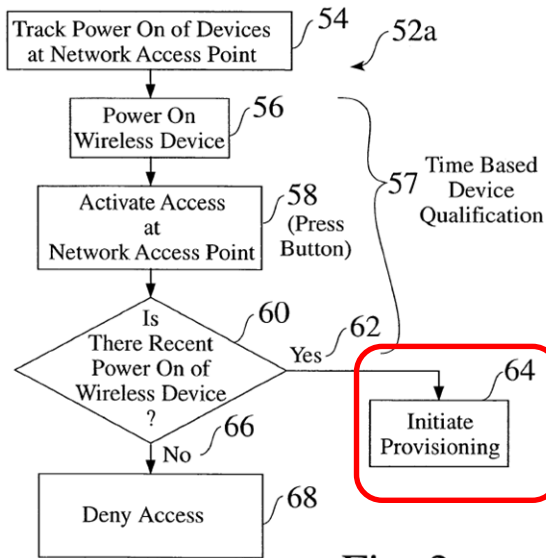 Track Power On of Devices
at Network Access Point
54
52a
Power On
Wireless Device
56
57
Time Based
Device
Qualification
Activate Access
at
Network Access Point
58
(Press
Button)
Is
There Recent
Power On of
Wireless Device
?
60
Yes
62
64
Initiate
Provisioning
66
No
Deny Access
68